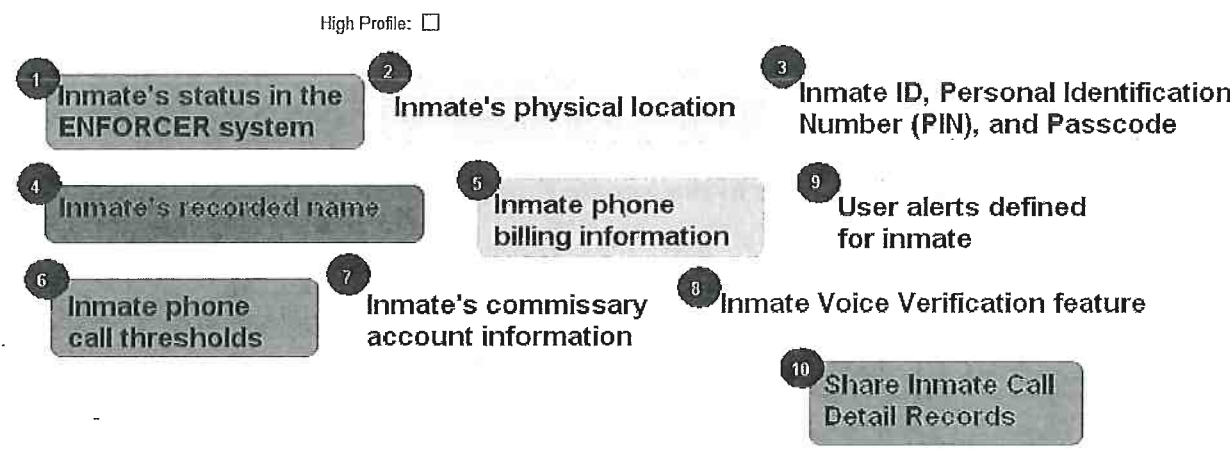 High Profile:
1
Inmate's status in the
ENFORCER system
2
Inmate's physical location
3
Inmate ID, Personal Identification
Number (PIN), and Passcode
4
Inmate's recorded name
5
Inmate phone
billing information
9
User alerts defined
for inmate
6
Inmate phone
call thresholds
7
Inmate's commissary
account information
8
Inmate Voice Verification feature
10
Share Inmate Call
Detail Records